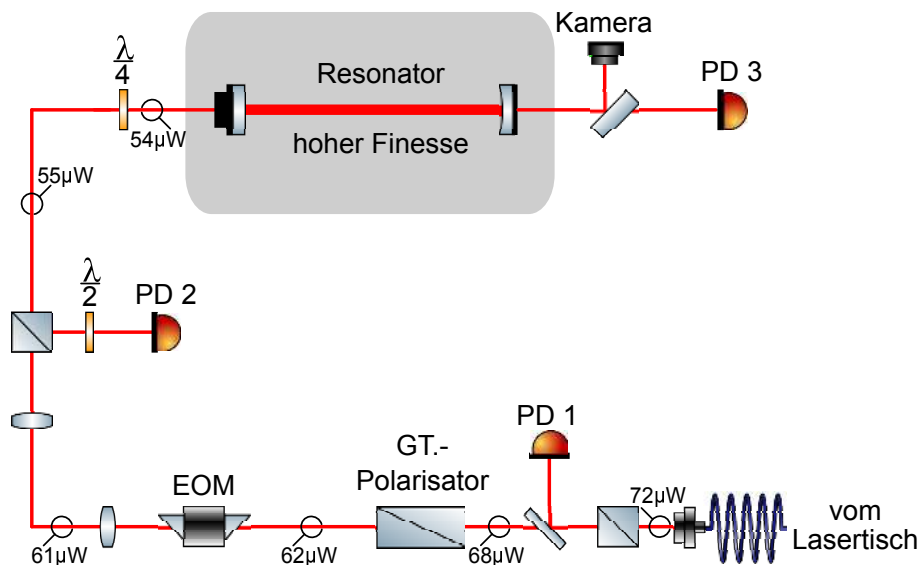 Kamera
λ
4
Resonator
hoher Finesse
PD 3
54µW
55µW
λ
2
PD 2
PD 1
GT.-
Polarisator
EOM
72µW
vom
Lasertisch
61µW
62µW
68µW